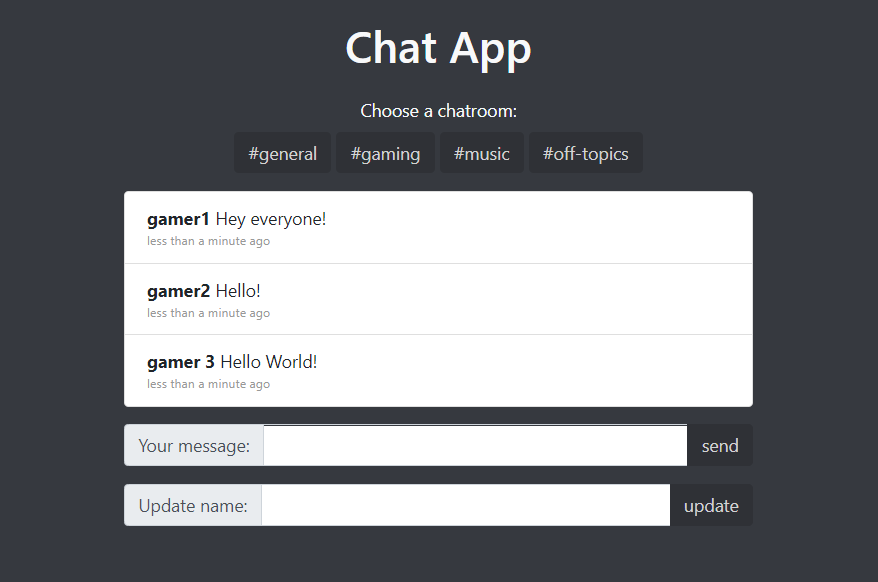 Chat App
Choose a chatroom:
#general #gaming #music #off-topics
gamer1 Hey everyone!
less than a minute ago
gamer2 Hello!
less than a minute ago
gamer 3 Hello World!
less than a minute ago
Your message: send
Update name: update